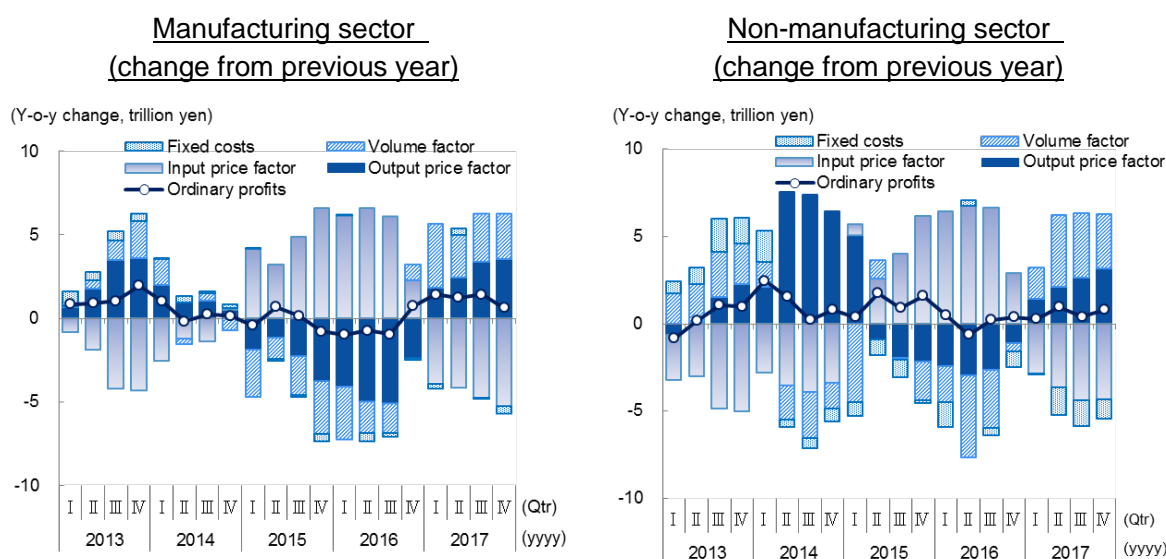 Manufacturing sector
(change from previous year)
(Y-o-y change, trillion yen)
Fixed costs
Volume factor
Input price factor
Output price factor
Ordinary profits
10
5
0
-5
-10
Ⅰ Ⅱ Ⅲ Ⅳ Ⅰ Ⅱ Ⅲ Ⅳ Ⅰ Ⅱ Ⅲ Ⅳ Ⅰ Ⅱ Ⅲ Ⅳ Ⅰ Ⅱ Ⅲ Ⅳ (Qtr)
2013 2014 2015 2016 2017 (yyyy)
Non-manufacturing sector
(change from previous year)
(Y-o-y change, trillion yen)
Fixed costs
Volume factor
Input price factor
Output price factor
Ordinary profits
10
5
0
-5
-10
Ⅰ Ⅱ Ⅲ Ⅳ Ⅰ Ⅱ Ⅲ Ⅳ Ⅰ Ⅱ Ⅲ Ⅳ Ⅰ Ⅱ Ⅲ Ⅳ Ⅰ Ⅱ Ⅲ Ⅳ (Qtr)
2013 2014 2015 2016 2017 (yyyy)